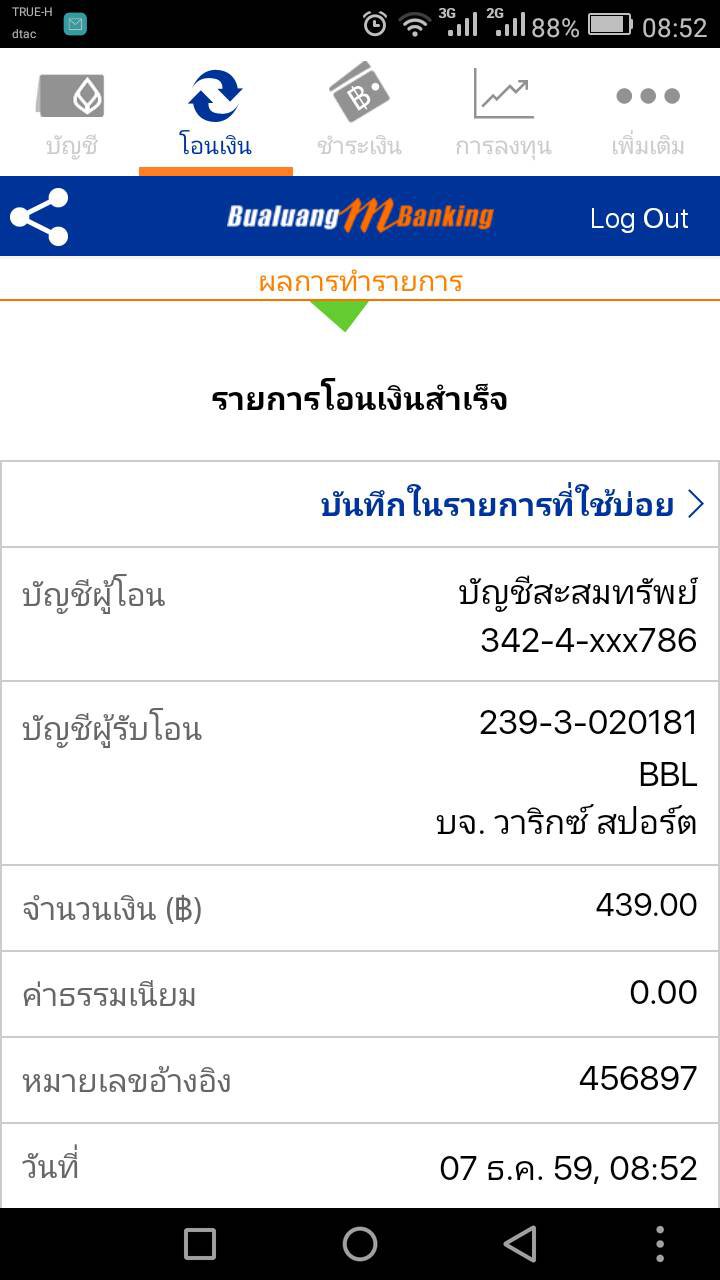 TRUE-H
dtac
3G 2G 88% 08:52
บัญชี โอนเงิน ชำระเงิน การลงทุน เพิ่มเติม
Bualuang mBanking Log Out
ผลการทำรายการ
รายการโอนเงินสำเร็จ
บันทึกในรายการที่ใช้บ่อย
บัญชีผู้โอน บัญชีสะสมทรัพย์
342-4-xxx786
บัญชีผู้รับโอน 239-3-020181
BBL
บจ. วาริกซ์ สปอร์ต
จำนวนเงิน (฿) 439.00
ค่าธรรมเนียม 0.00
หมายเลขอ้างอิง 456897
วันที่ 07 ธ.ค. 59, 08:52